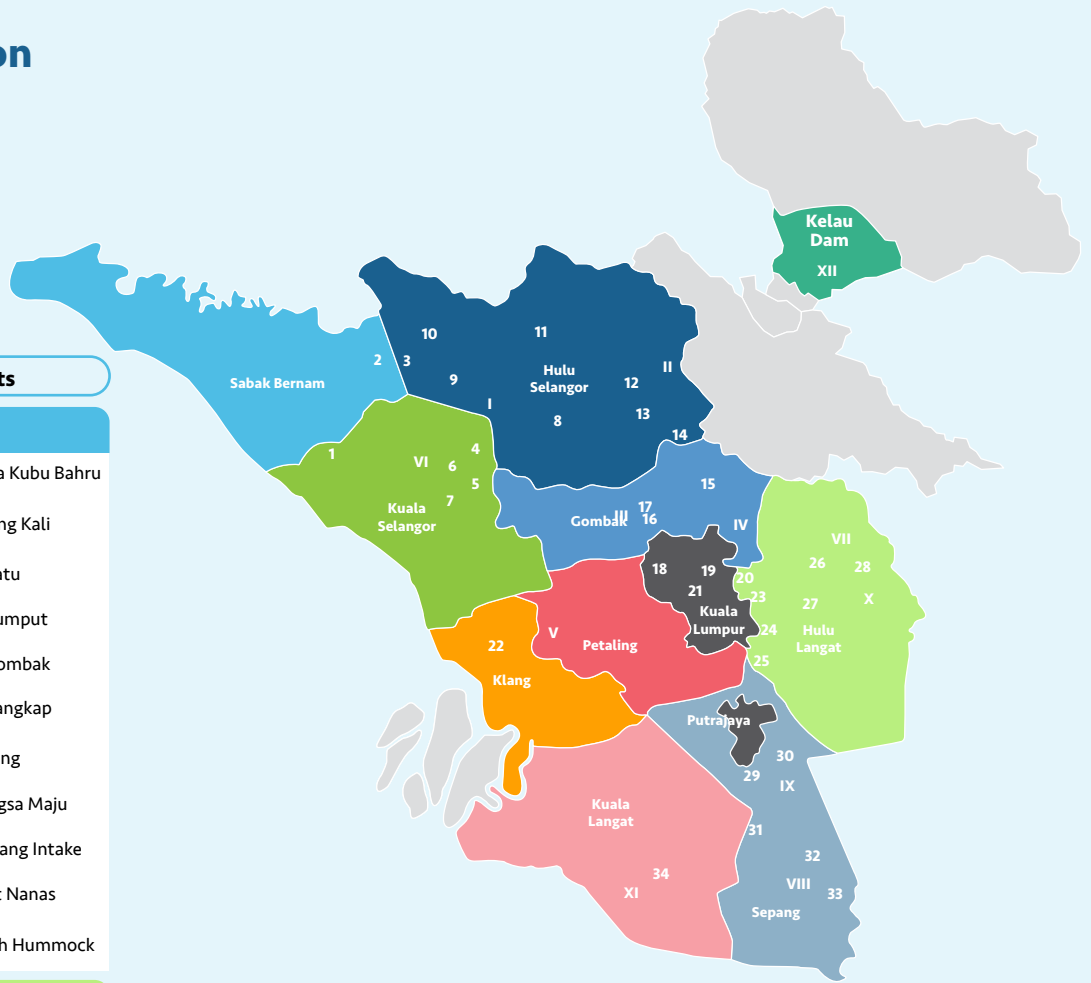 on
ts
a Kubu Bahru
ng Kali
tu
umput
ombak
angkap
ng
gsa Maju
ang Intake
t Nanas
h Hummock
Kelau
Dam
XII
10
11
2
3
9
Sabak Bernam
Hulu
Selangor
II
12
I
8
13
14
1
4
VI
6
5
7
Kuala
Selangor
15
17
III
16
Gombak
IV
VII
18
19
20
21
26
28
23
27
X
Kuala
Lumpur
24
Hulu
Langat
V
22
Petaling
25
Klang
Putrajaya
30
29
IX
Kuala
Langat
31
32
34
XI
VIII
33
Sepang